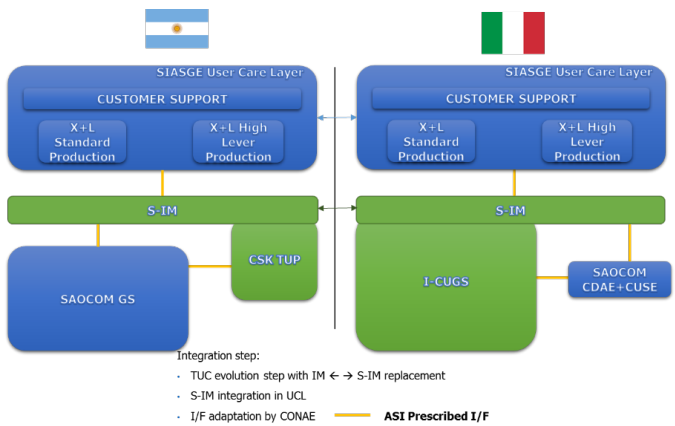 SIASGE User Care Layer
CUSTOMER SUPPORT
X+L
Standard
Production
X+L High
Lever
Production
S-IM
SAOCOM GS
CSK TUP
SIASGE User Care Layer
CUSTOMER SUPPORT
X+L
Standard
Production
X+L High
Lever
Production
S-IM
I-CUGS
SAOCOM
CDAE+CUSE
Integration step:
· TUC evolution step with IM ← → S-IM replacement
· S-IM integration in UCL
· I/F adaptation by CONAE
ASI Prescribed I/F